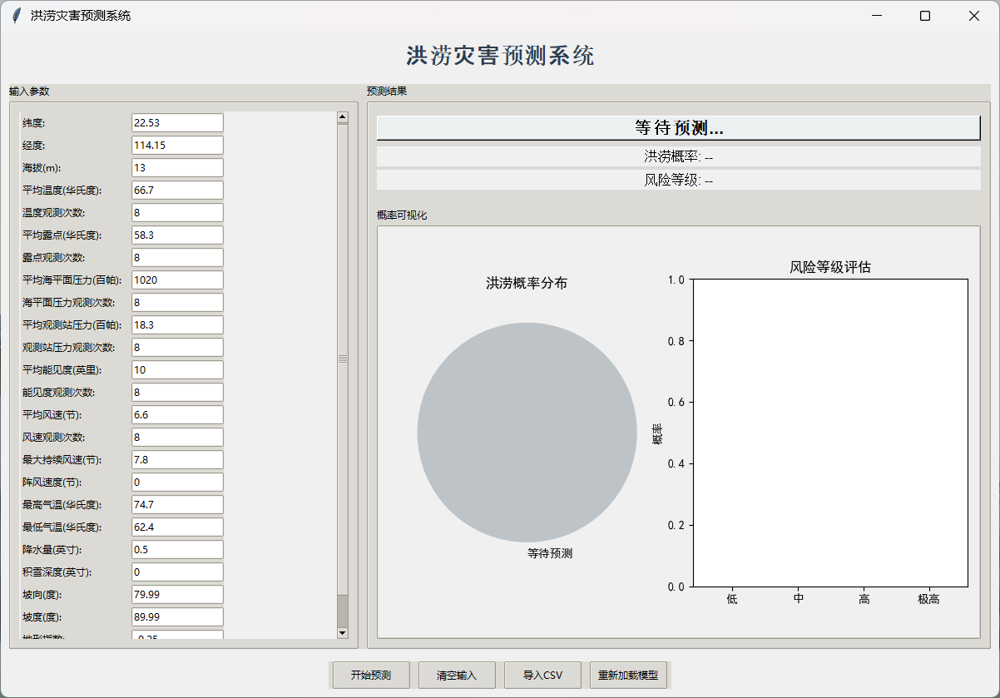 洪涝灾害预测系统
洪涝灾害预测系统
输入参数
纬度: 22.53
经度: 114.15
海拔(m): 13
平均温度(华氏度): 66.7
温度观测次数: 8
平均露点(华氏度): 58.3
露点观测次数: 8
平均海平面压力(百帕): 1020
海平面压力观测次数: 8
平均观测站压力(百帕): 18.3
观测站压力观测次数: 8
平均能见度(英里): 10
能见度观测次数: 8
平均风速(节): 6.6
风速观测次数: 8
最大持续风速(节): 7.8
阵风速度(节): 0
最高气温(华氏度): 74.7
最低气温(华氏度): 62.4
降水量(英寸): 0.5
积雪深度(英寸): 0
坡向(度): 79.99
坡度(度): 89.99
预测结果
等待预测...
洪涝概率: --
风险等级: --
概率可视化
洪涝概率分布
等待预测
风险等级评估
概率
1.0
0.8
0.6
0.4
0.2
0.0
低 中 高 极高
开始预测 清空输入 导入CSV 重新加载模型